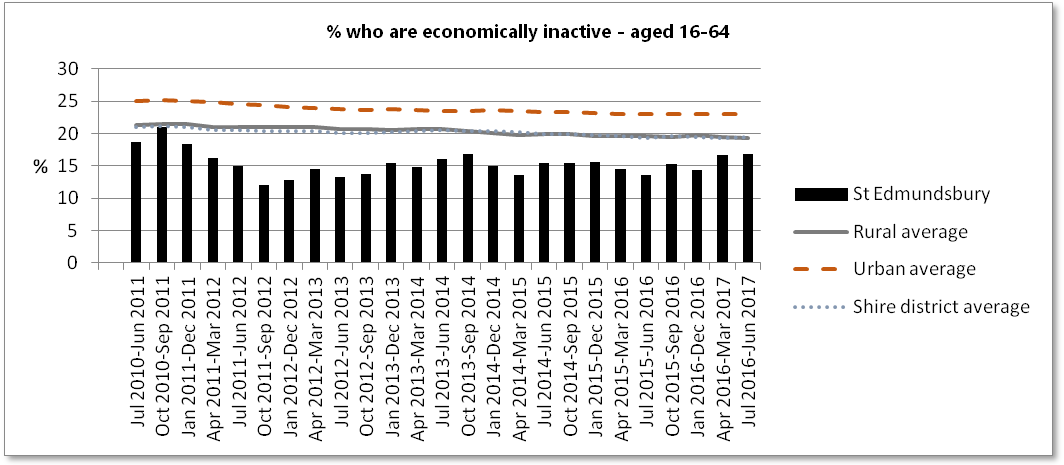 % who are economically inactive - aged 16-64
30
25
20
15
10
5
0
%
Jul 2010-Jun 2011
Oct 2010-Sep 2011
Jan 2011-Dec 2011
Apr 2011-Mar 2012
Jul 2011-Jun 2012
Oct 2011-Sep 2012
Jan 2012-Dec 2012
Apr 2012-Mar 2013
Jul 2012-Jun 2013
Oct 2012-Sep 2013
Jan 2013-Dec 2013
Apr 2013-Mar 2014
Jul 2013-Jun 2014
Oct 2013-Sep 2014
Jan 2014-Dec 2014
Apr 2014-Mar 2015
Jul 2014-Jun 2015
Oct 2014-Sep 2015
Jan 2015-Dec 2015
Apr 2015-Mar 2016
Jul 2015-Jun 2016
Oct 2015-Sep 2016
Jan 2016-Dec 2016
Apr 2016-Mar 2017
Jul 2016-Jun 2017
St Edmundsbury
Rural average
Urban average
Shire district average